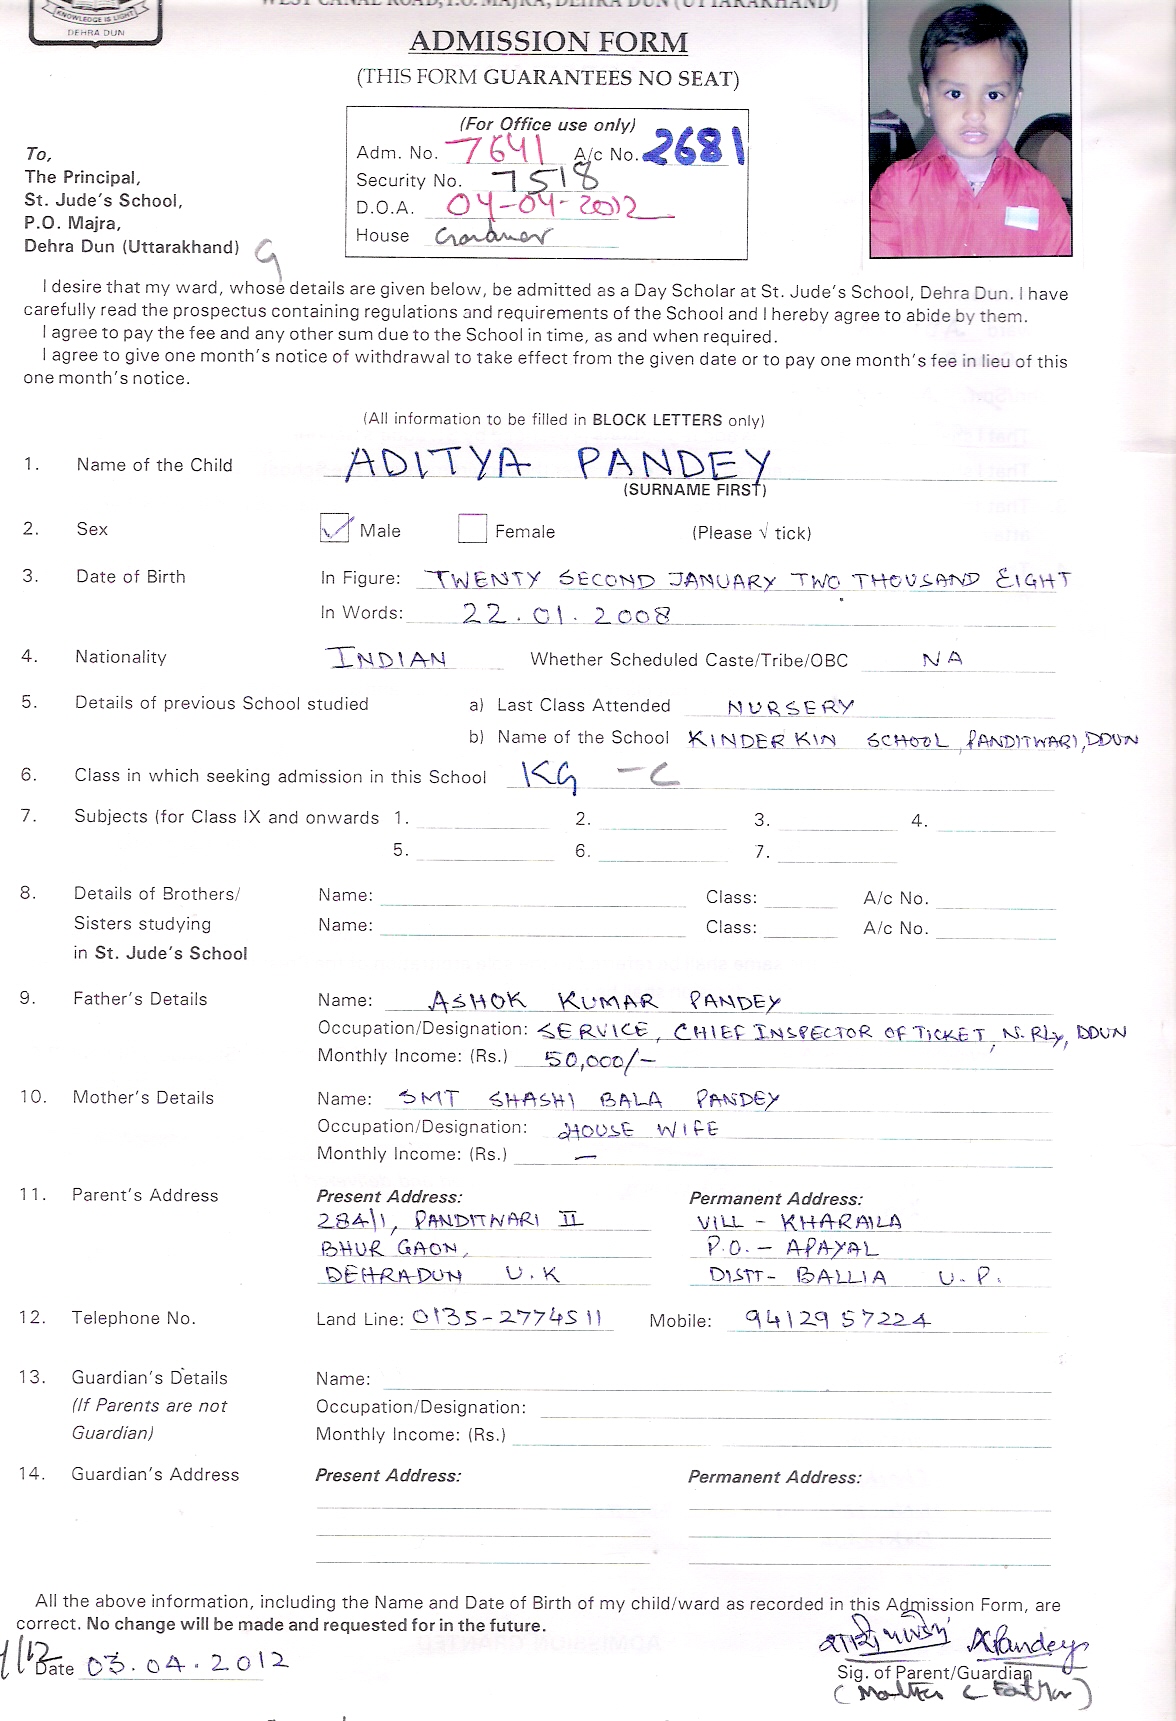 KNOWLEDGE IS LIGHT
DEHRA DUN
WEST CANAL ROAD, P.O. MAJRA, DEHRA DUN (UTTARAKHAND)
ADMISSION FORM
(THIS FORM GUARANTEES NO SEAT)
(For Office use only)
Adm. No. 7641 A/c No. 2681
Security No. 7518
D.O.A. 04-04-2012
House
To,
The Principal,
St. Jude's School,
P.O. Majra,
Dehra Dun (Uttarakhand) G
I desire that my ward, whose details are given below, be admitted as a Day Scholar at St. Jude's School, Dehra Dun. I have
carefully read the prospectus containing regulations and requirements of the School and I hereby agree to abide by them.
I agree to pay the fee and any other sum due to the School in time, as and when required.
I agree to give one month's notice of withdrawal to take effect from the given date or to pay one month's fee in lieu of this
one month's notice.
(All information to be filled in BLOCK LETTERS only)
1. Name of the Child ADITYA PANDEY
(SURNAME FIRST)
2. Sex ✓ Male Female (Please √ tick)
3. Date of Birth In Figure: TWENTY SECOND JANUARY TWO THOUSAND EIGHT
In Words: 22.01.2008
4. Nationality INDIAN Whether Scheduled Caste/Tribe/OBC NA
5. Details of previous School studied a) Last Class Attended NURSERY
b) Name of the School KINDER KIN SCHOOL, PANDITWARI, DDUN
6. Class in which seeking admission in this School KG - C
7. Subjects (for Class IX and onwards 1. 2. 3. 4.
5. 6. 7.
8. Details of Brothers/ Name: Class: A/c No.
Sisters studying Name: Class: A/c No.
in St. Jude's School
9. Father's Details Name: ASHOK KUMAR PANDEY
Occupation/Designation: SERVICE, CHIEF INSPECTOR OF TICKET, N. RLY, DDUN
Monthly Income: (Rs.) 50,000/-
10. Mother's Details Name: SMT SHASHI BALA PANDEY
Occupation/Designation: HOUSE WIFE
Monthly Income: (Rs.) —
11. Parent's Address Present Address: Permanent Address:
284/1, PANDITWARI II VILL - KHARAILA
BHUR GAON, P.O. - APAYAL
DEHRADUN U.K DISTT - BALLIA U.P.
12. Telephone No. Land Line: 0135-2774511 Mobile: 9412957224
13. Guardian's Details Name:
(If Parents are not Occupation/Designation:
Guardian) Monthly Income: (Rs.)
14. Guardian's Address Present Address: Permanent Address:
All the above information, including the Name and Date of Birth of my child/ward as recorded in this Admission Form, are
correct. No change will be made and requested for in the future.
APandey
Date 03.04.2012 Sig. of Parent/Guardian
(Mother & Father)